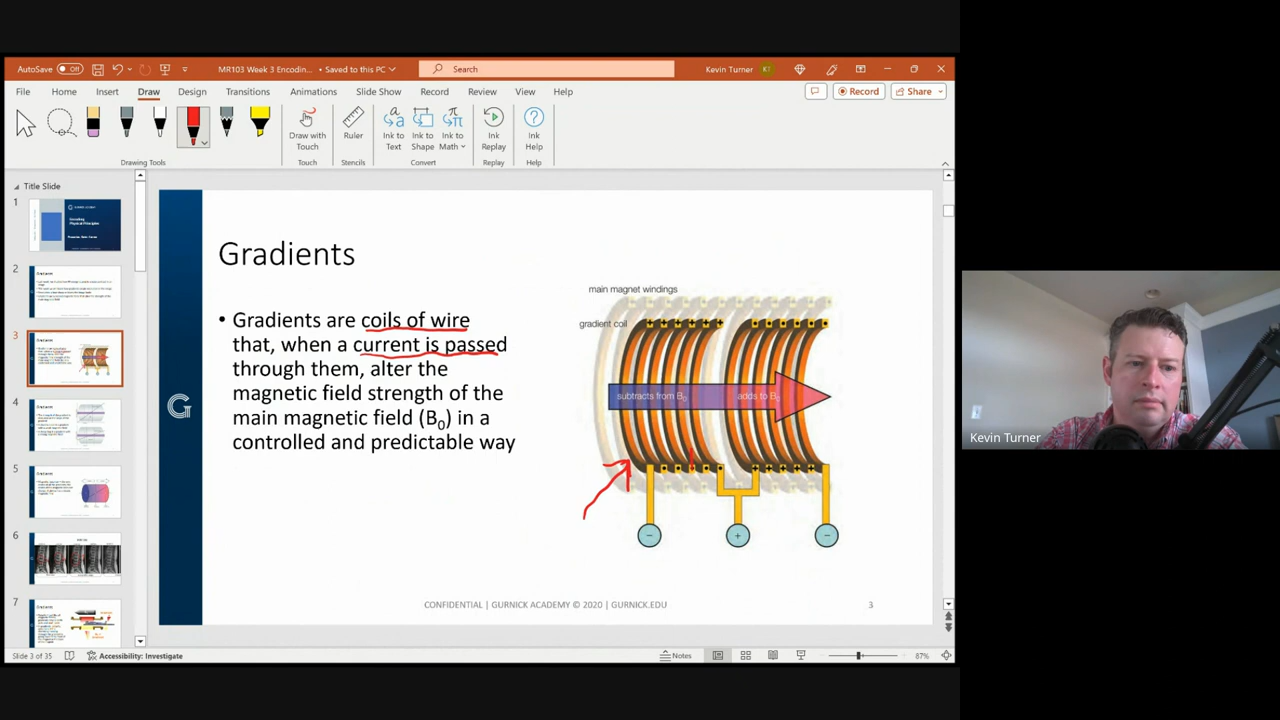 AutoSave Off MR103 Week 3 Encodin... • Saved to this PC Search Kevin Turner KT
File Home Insert Draw Design Transitions Animations Slide Show Record Review View Help Record Share
Draw with Touch
Ruler
Ink to Text
Ink to Shape
Ink to Math
Ink Replay
Ink Help
Drawing Tools Touch Stencils Convert Replay Help
Title Slide
1
2
3
4
5
6
7
Gradients
• Gradients are coils of wire
that, when a current is passed
through them, alter the
magnetic field strength of the
main magnetic field (B0) in a
controlled and predictable way
main magnet windings
gradient coil
subtracts from B0 adds to B0
− + −
G
CONFIDENTIAL | GURNICK ACADEMY © 2020 | GURNICK.EDU 3
Kevin Turner
Slide 3 of 35 Accessibility: Investigate Notes 87%